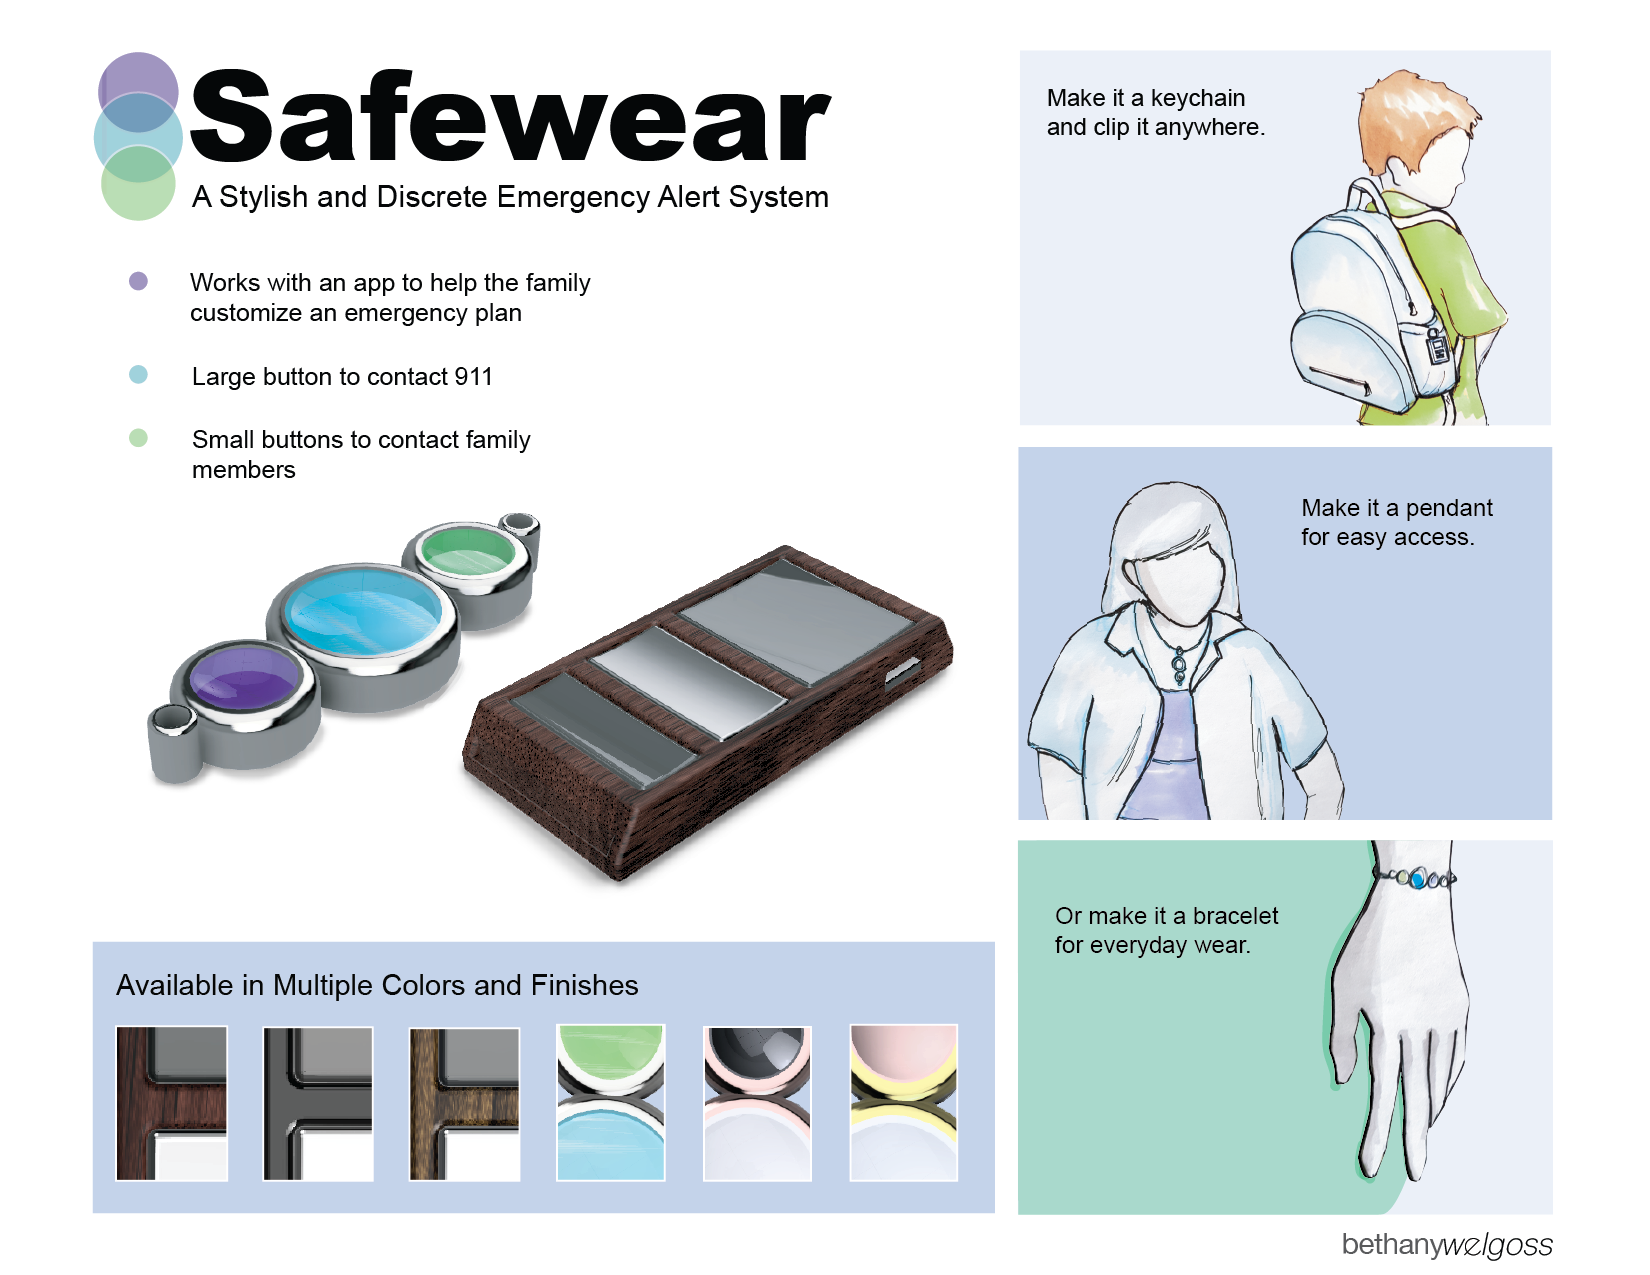 Safewear
A Stylish and Discrete Emergency Alert System
Works with an app to help the family
customize an emergency plan
Large button to contact 911
Small buttons to contact family
members
Available in Multiple Colors and Finishes
Make it a keychain
and clip it anywhere.
Make it a pendant
for easy access.
Or make it a bracelet
for everyday wear.
bethanywelgoss